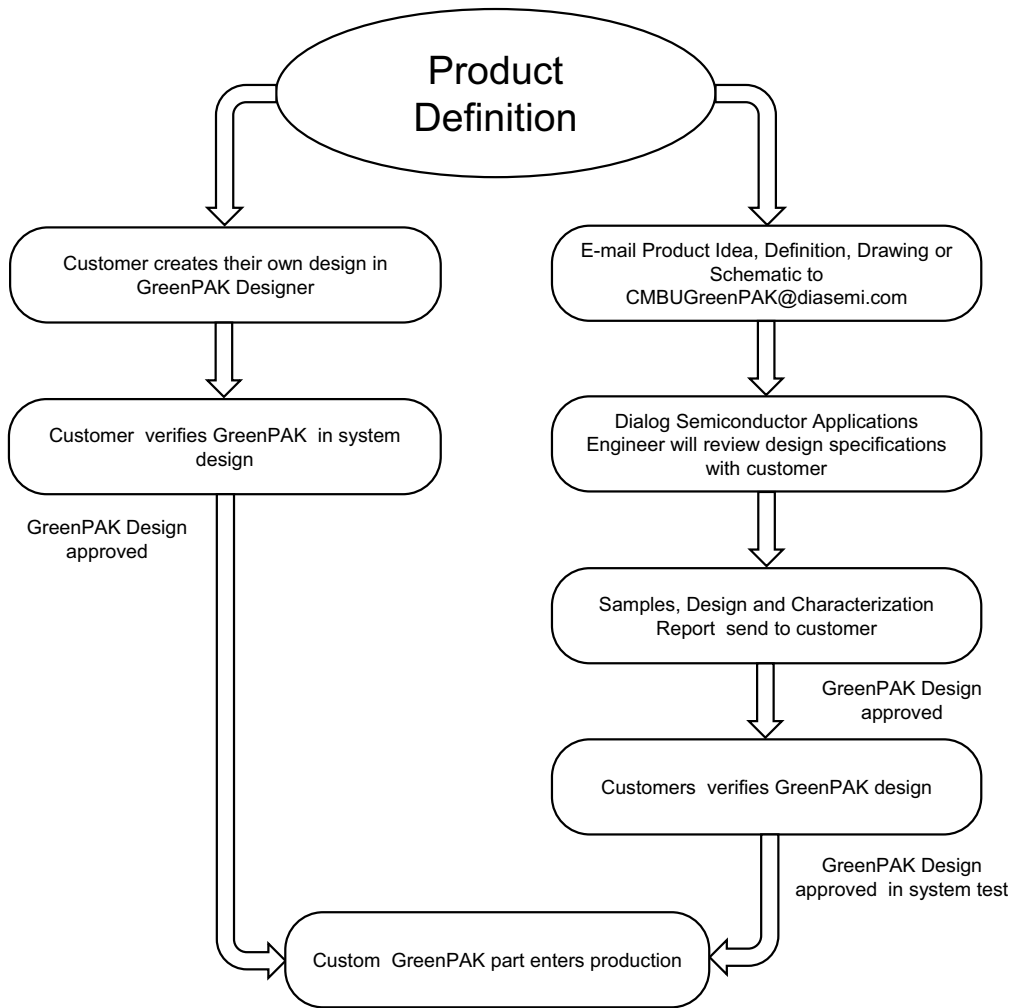 Product
Definition
Customer creates their own design in
GreenPAK Designer
Customer verifies GreenPAK in system
design
GreenPAK Design
approved
E-mail Product Idea, Definition, Drawing or
Schematic to
CMBUGreenPAK@diasemi.com
Dialog Semiconductor Applications
Engineer will review design specifications
with customer
Samples, Design and Characterization
Report send to customer
GreenPAK Design
approved
Customers verifies GreenPAK design
GreenPAK Design
approved in system test
Custom GreenPAK part enters production